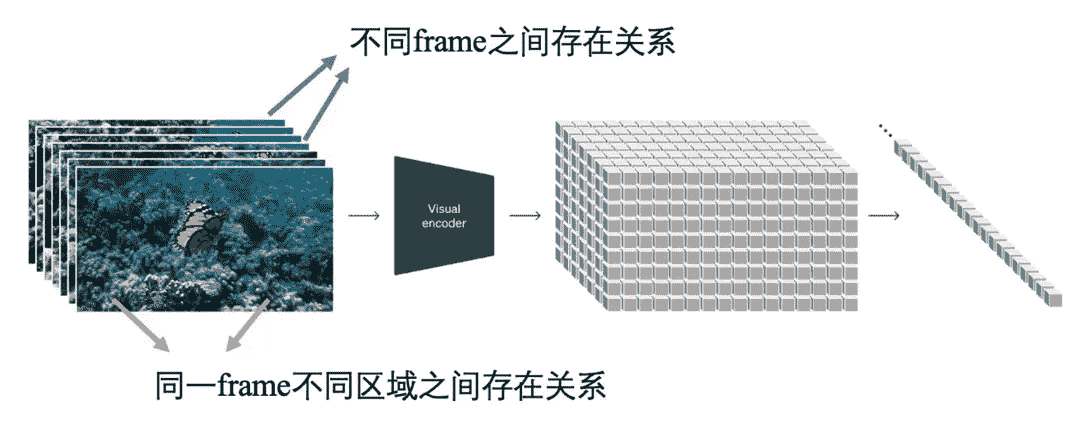 不同frame之间存在关系
Visual
encoder
同一frame不同区域之间存在关系